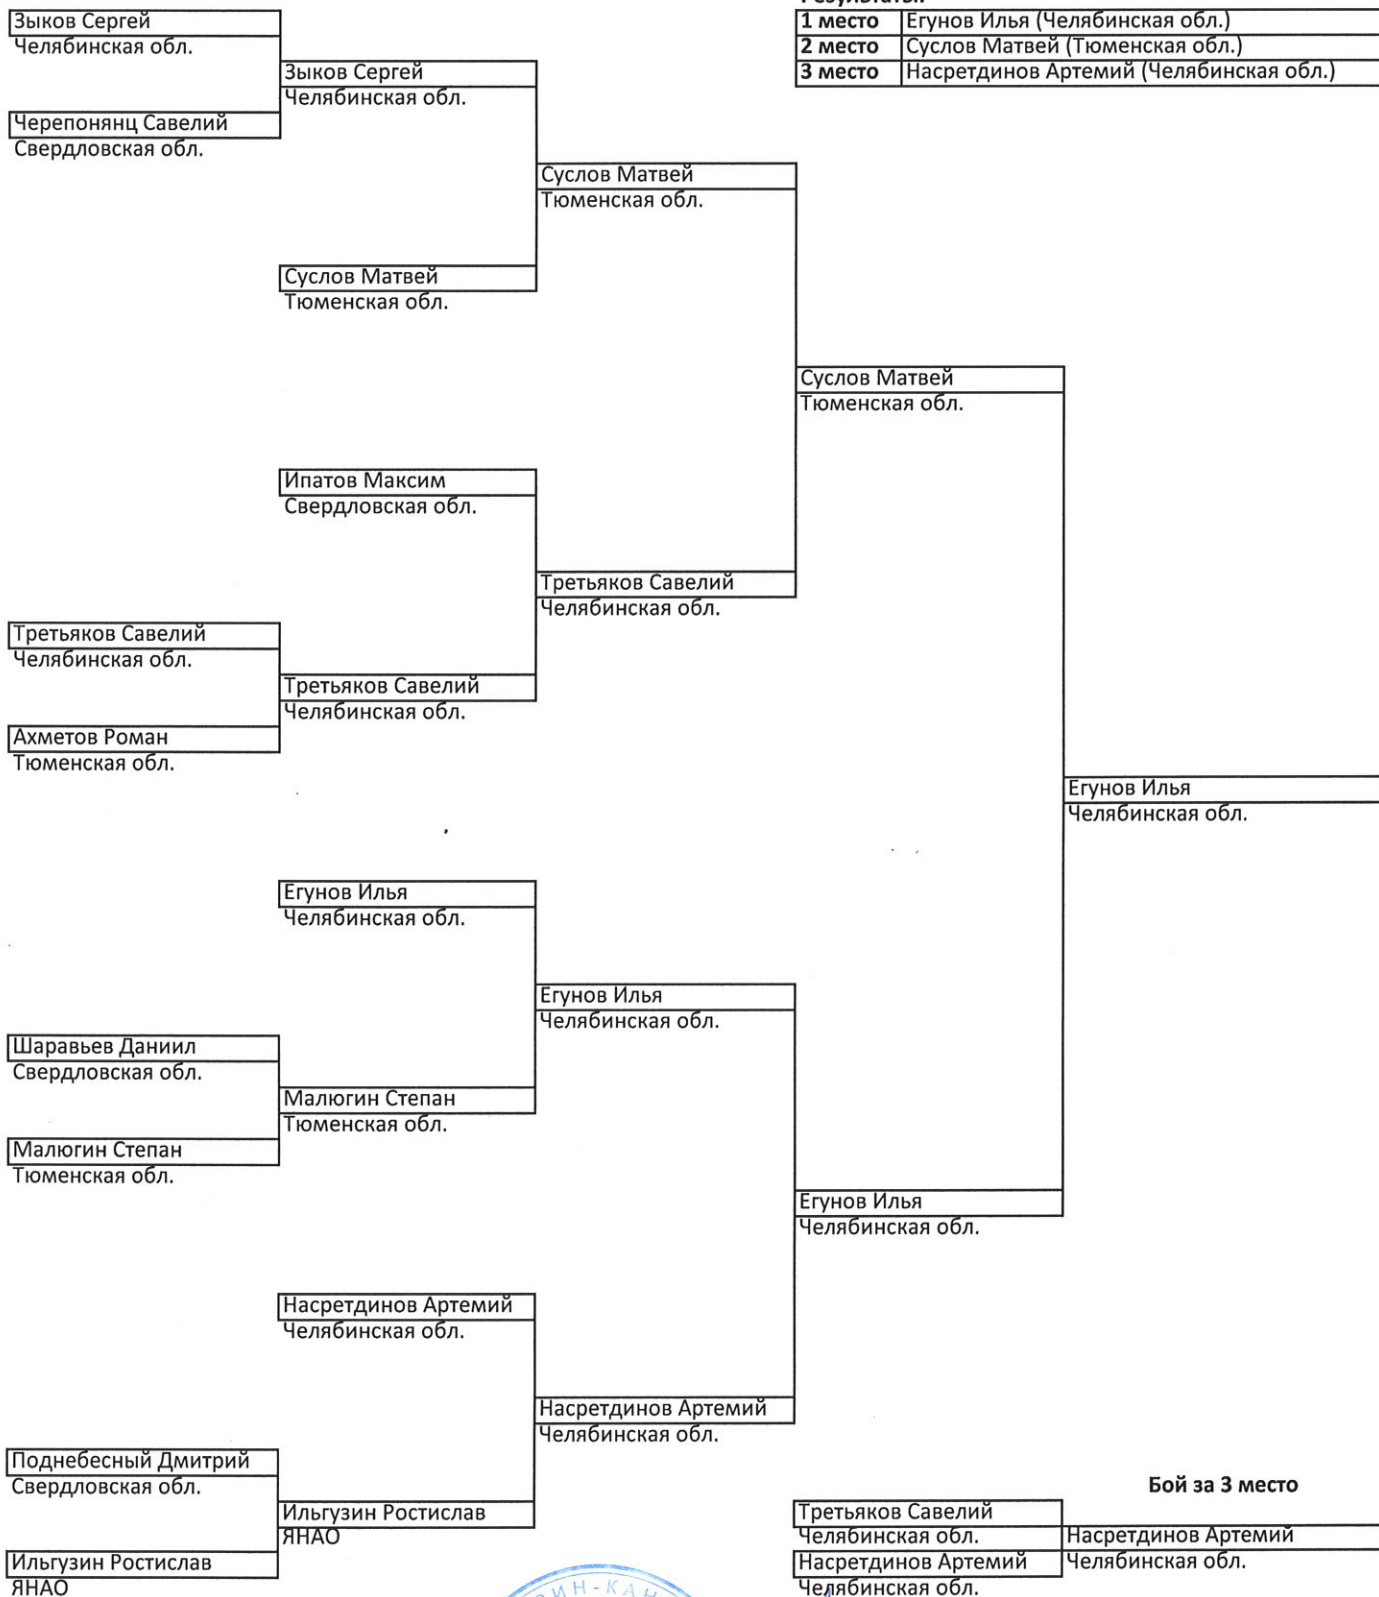 Результаты:
1 место Егунов Илья (Челябинская обл.)
2 место Суслов Матвей (Тюменская обл.)
3 место Насретдинов Артемий (Челябинская обл.)
Зыков Сергей
Челябинская обл.
Черепонянц Савелий
Свердловская обл.
Третьяков Савелий
Челябинская обл.
Ахметов Роман
Тюменская обл.
Шаравьев Даниил
Свердловская обл.
Малюгин Степан
Тюменская обл.
Поднебесный Дмитрий
Свердловская обл.
Ильгузин Ростислав
ЯНАО
Зыков Сергей
Челябинская обл.
Суслов Матвей
Тюменская обл.
Ипатов Максим
Свердловская обл.
Третьяков Савелий
Челябинская обл.
Егунов Илья
Челябинская обл.
Малюгин Степан
Тюменская обл.
Насретдинов Артемий
Челябинская обл.
Ильгузин Ростислав
ЯНАО
Суслов Матвей
Тюменская обл.
Третьяков Савелий
Челябинская обл.
Егунов Илья
Челябинская обл.
Насретдинов Артемий
Челябинская обл.
Суслов Матвей
Тюменская обл.
Егунов Илья
Челябинская обл.
Егунов Илья
Челябинская обл.
Бой за 3 место
Третьяков Савелий
Челябинская обл.
Насретдинов Артемий
Челябинская обл.
Насретдинов Артемий
Челябинская обл.